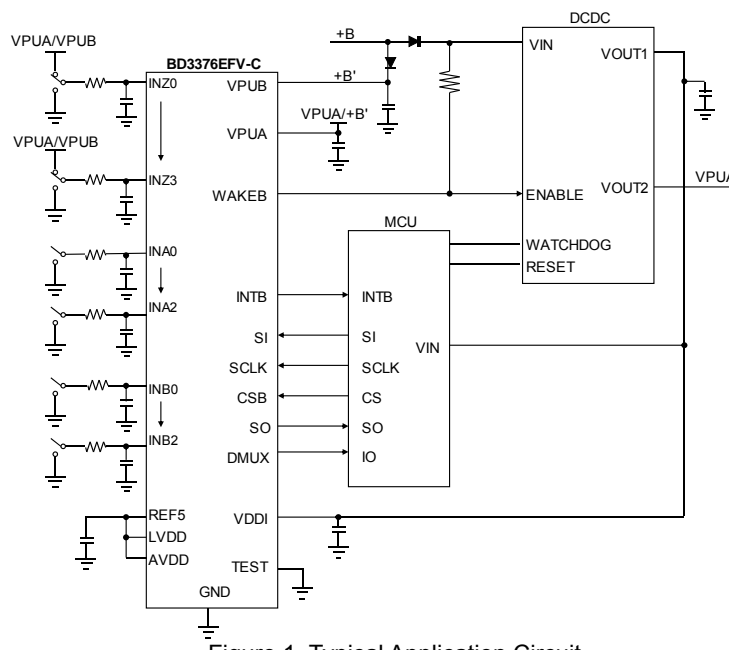 DCDC
+B
VIN
VOUT1
VPUA/VPUB
BD3376EFV-C
INZ0
VPUB
+B'
VPUA/+B'
VPUA
VPUA/VPUB
INZ3
WAKEB
ENABLE
VOUT2
VPUA
MCU
WATCHDOG
RESET
INA0
INTB
INTB
INA2
SI
SI
VIN
SCLK
SCLK
INB0
CSB
CS
SO
SO
INB2
DMUX
IO
REF5
VDDI
LVDD
AVDD
TEST
GND
Figure 1. Typical Application Circuit